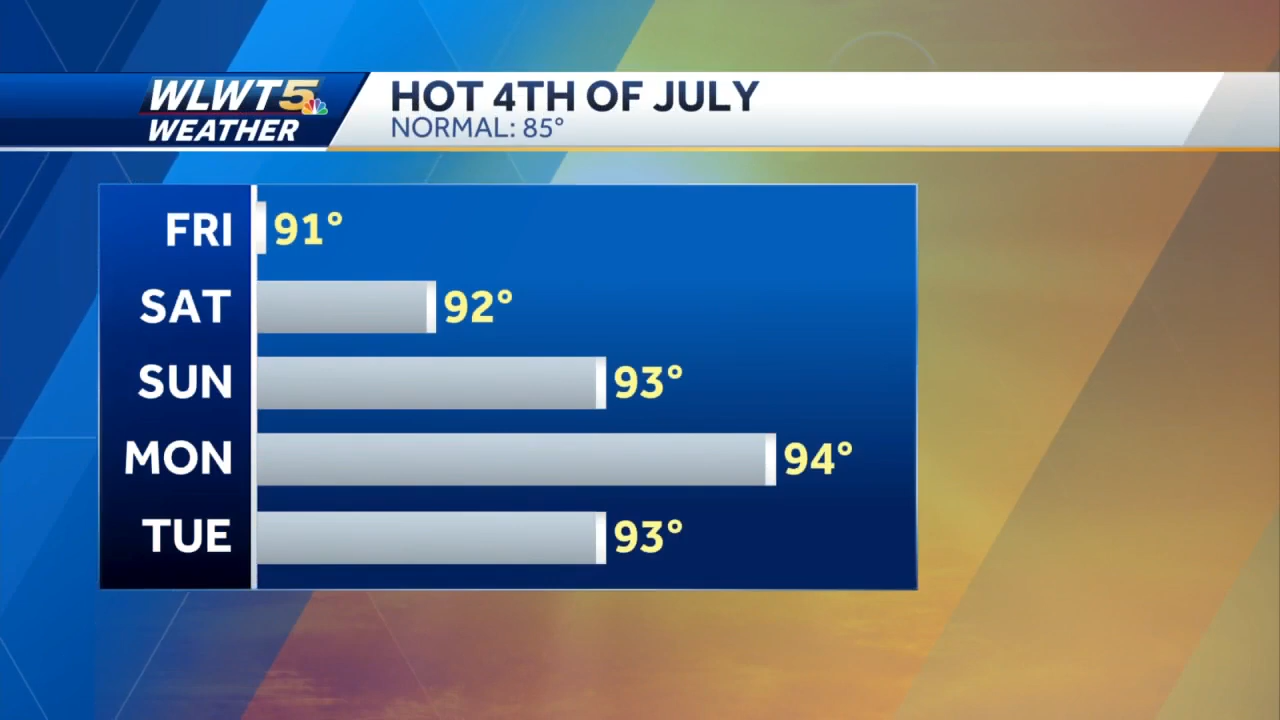 WLWT5
WEATHER
HOT 4TH OF JULY
NORMAL: 85°
FRI 91°
SAT 92°
SUN 93°
MON 94°
TUE 93°